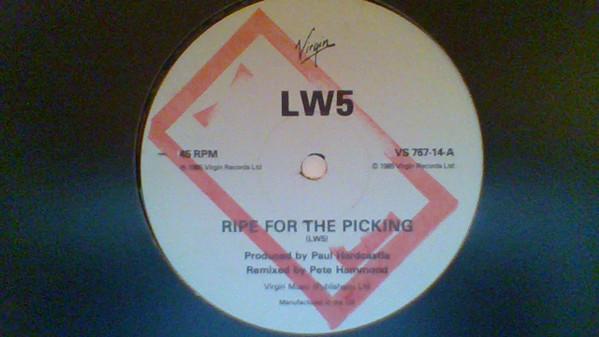 Virgin
LW5
45 RPM
VS 767-14-A
℗ 1985 Virgin Records Ltd
© 1985 Virgin Records Ltd
RIPE FOR THE PICKING
(LW5)
Produced by Paul Hardcastle
Remixed by Pete Hammond
Virgin Music (Publishers) Ltd
Manufactured in the UK